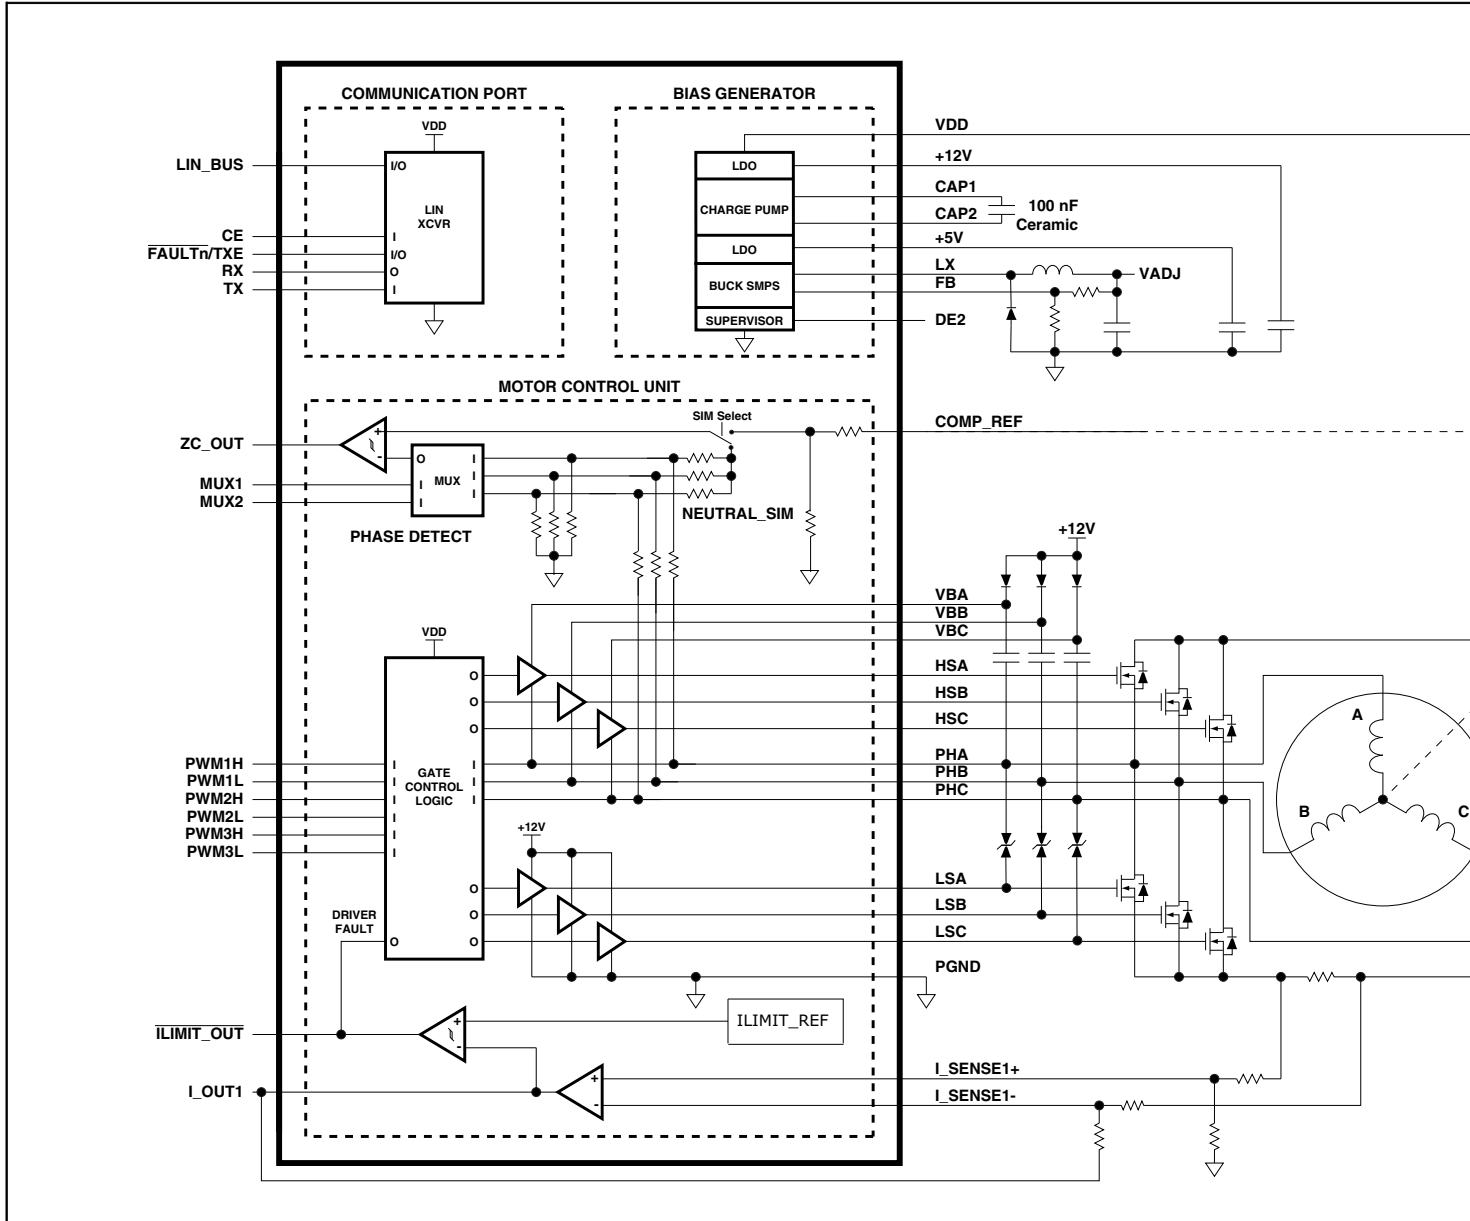 COMMUNICATION PORT
BIAS GENERATOR
VDD
VDD
LIN_BUS
I/O
LDO
+12V
CHARGE PUMP
CAP1
CAP2
100 nF
Ceramic
LIN
XCVR
CE
I
FAULTn/TXE
I/O
RX
O
TX
I
LDO
+5V
BUCK SMPS
LX
FB
VADJ
SUPERVISOR
DE2
MOTOR CONTROL UNIT
SIM Select
COMP_REF
ZC_OUT
+
-
O
I
MUX1
I
MUX
I
MUX2
I
I
NEUTRAL_SIM
PHASE DETECT
+12V
VBA
VBB
VBC
VDD
O
HSA
O
HSB
O
HSC
A
B
C
PWM1H
I
GATE
CONTROL
LOGIC
I
PHA
PWM1L
I
I
PHB
PWM2H
I
I
PHC
PWM2L
I
PWM3H
I
PWM3L
I
+12V
O
LSA
O
LSB
DRIVER
FAULT
O
O
LSC
PGND
ILIMIT_OUT
+
-
ILIMIT_REF
I_OUT1
+
-
I_SENSE1+
I_SENSE1-